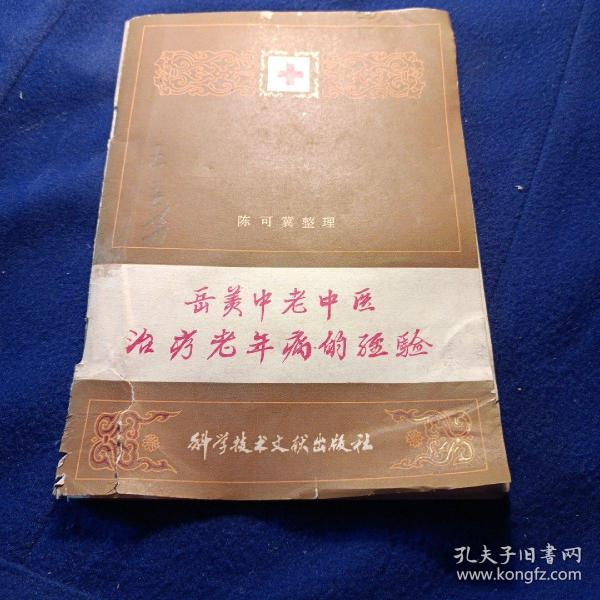 陈可冀整理
岳美中老中医
治疗老年病的经验
科学技术文献出版社
孔夫子旧書网
www.kongfz.com